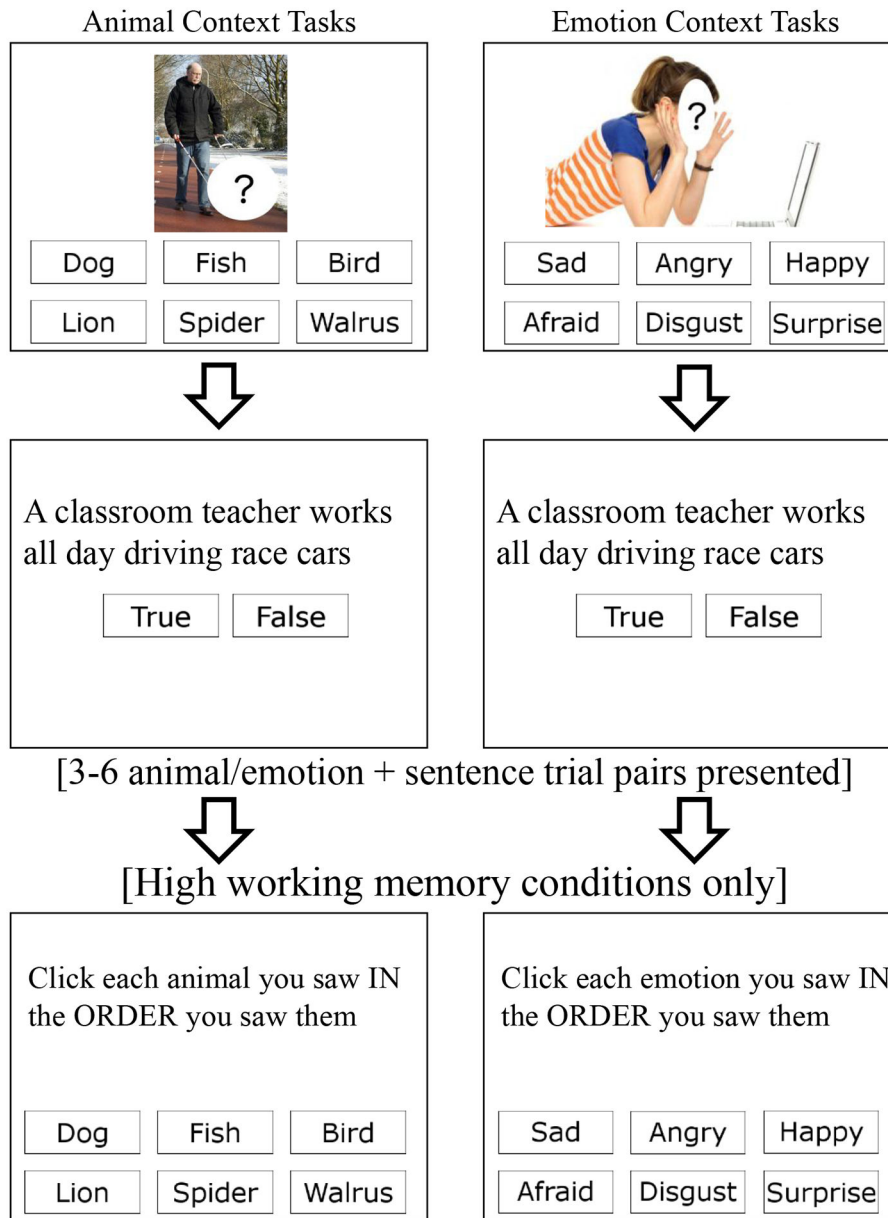 Animal Context Tasks
Emotion Context Tasks
?
Dog Fish Bird
Lion Spider Walrus
?
Sad Angry Happy
Afraid Disgust Surprise
A classroom teacher works
all day driving race cars
True False
A classroom teacher works
all day driving race cars
True False
[3-6 animal/emotion + sentence trial pairs presented]
[High working memory conditions only]
Click each animal you saw IN
the ORDER you saw them
Dog Fish Bird
Lion Spider Walrus
Click each emotion you saw IN
the ORDER you saw them
Sad Angry Happy
Afraid Disgust Surprise